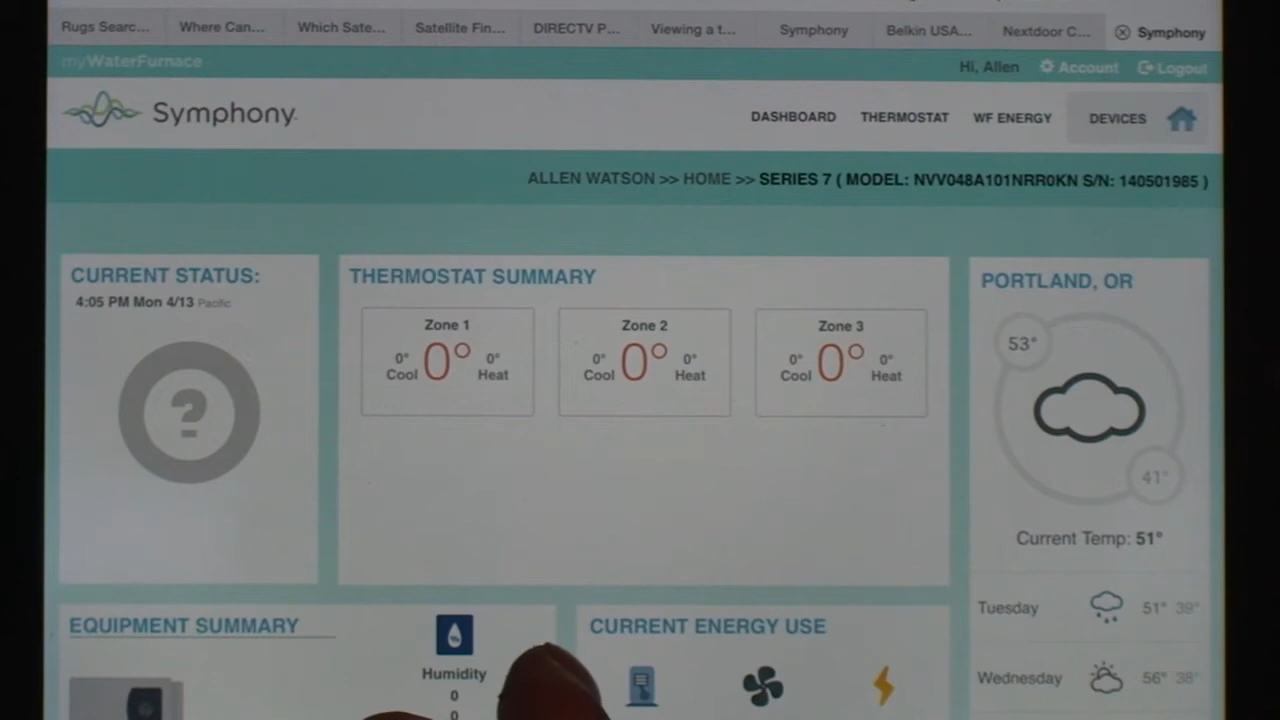 Rugs Searc... Where Can... Which Sate... Satellite Fin... DIRECTV P... Viewing a t... Symphony Belkin USA... Nextdoor C... Symphony
myWaterFurnace Hi, Allen Account Logout
Symphony DASHBOARD THERMOSTAT WF ENERGY DEVICES
ALLEN WATSON >> HOME >> SERIES 7 ( MODEL: NVV048A101NRR0KN S/N: 140501985 )
CURRENT STATUS:
4:05 PM Mon 4/13 Pacific
?
THERMOSTAT SUMMARY
Zone 1
0° 0° 0°
Cool Heat
Zone 2
0° 0° 0°
Cool Heat
Zone 3
0° 0° 0°
Cool Heat
PORTLAND, OR
53°
41°
Current Temp: 51°
Tuesday 51° 39°
Wednesday 56° 38°
EQUIPMENT SUMMARY
Humidity
0
0
CURRENT ENERGY USE